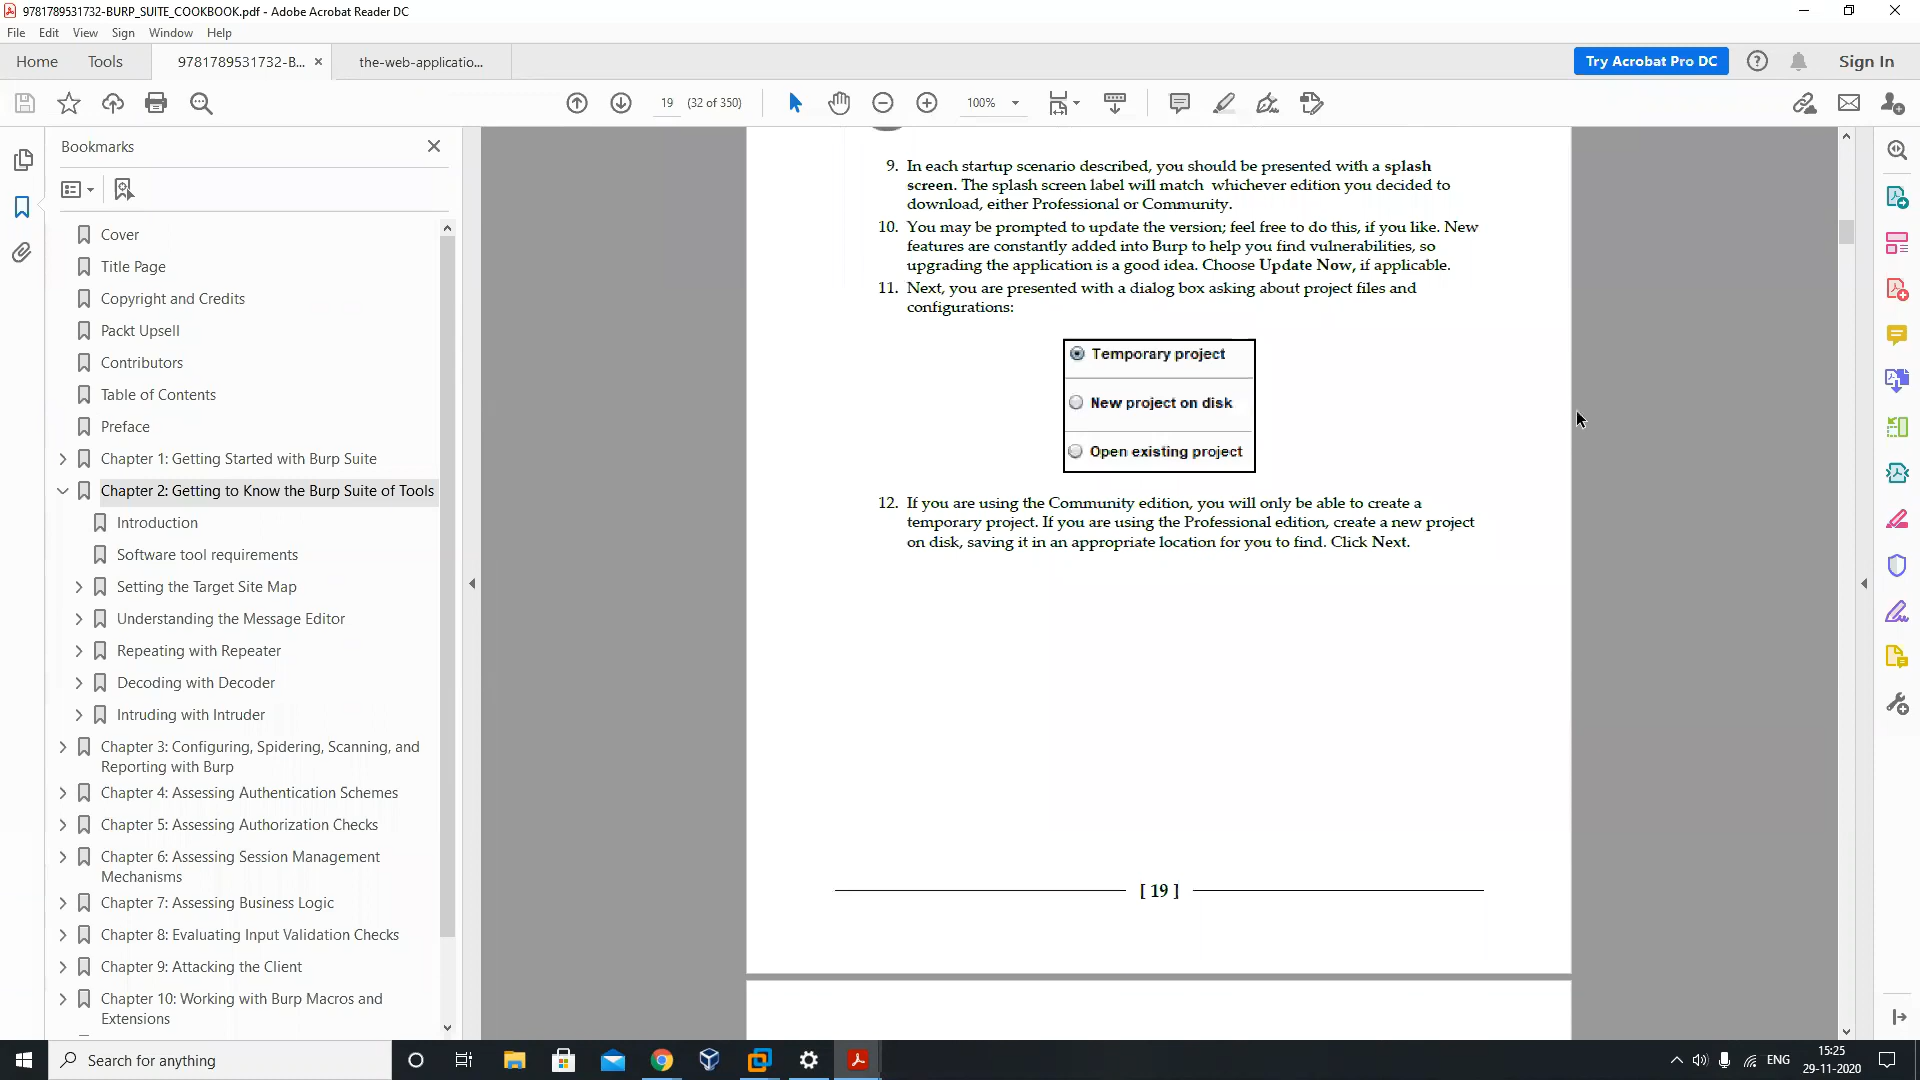 9781789531732-BURP_SUITE_COOKBOOK.pdf - Adobe Acrobat Reader DC
File Edit View Sign Window Help
Home Tools 9781789531732-B... the-web-applicatio... Try Acrobat Pro DC Sign In
19 (32 of 350) 100%
Bookmarks
Cover
Title Page
Copyright and Credits
Packt Upsell
Contributors
Table of Contents
Preface
Chapter 1: Getting Started with Burp Suite
Chapter 2: Getting to Know the Burp Suite of Tools
Introduction
Software tool requirements
Setting the Target Site Map
Understanding the Message Editor
Repeating with Repeater
Decoding with Decoder
Intruding with Intruder
Chapter 3: Configuring, Spidering, Scanning, and
Reporting with Burp
Chapter 4: Assessing Authentication Schemes
Chapter 5: Assessing Authorization Checks
Chapter 6: Assessing Session Management
Mechanisms
Chapter 7: Assessing Business Logic
Chapter 8: Evaluating Input Validation Checks
Chapter 9: Attacking the Client
Chapter 10: Working with Burp Macros and
Extensions
9. In each startup scenario described, you should be presented with a splash
screen. The splash screen label will match whichever edition you decided to
download, either Professional or Community.
10. You may be prompted to update the version; feel free to do this, if you like. New
features are constantly added into Burp to help you find vulnerabilities, so
upgrading the application is a good idea. Choose Update Now, if applicable.
11. Next, you are presented with a dialog box asking about project files and
configurations:
Temporary project
New project on disk
Open existing project
12. If you are using the Community edition, you will only be able to create a
temporary project. If you are using the Professional edition, create a new project
on disk, saving it in an appropriate location for you to find. Click Next.
[ 19 ]
Search for anything
ENG
15:25
29-11-2020